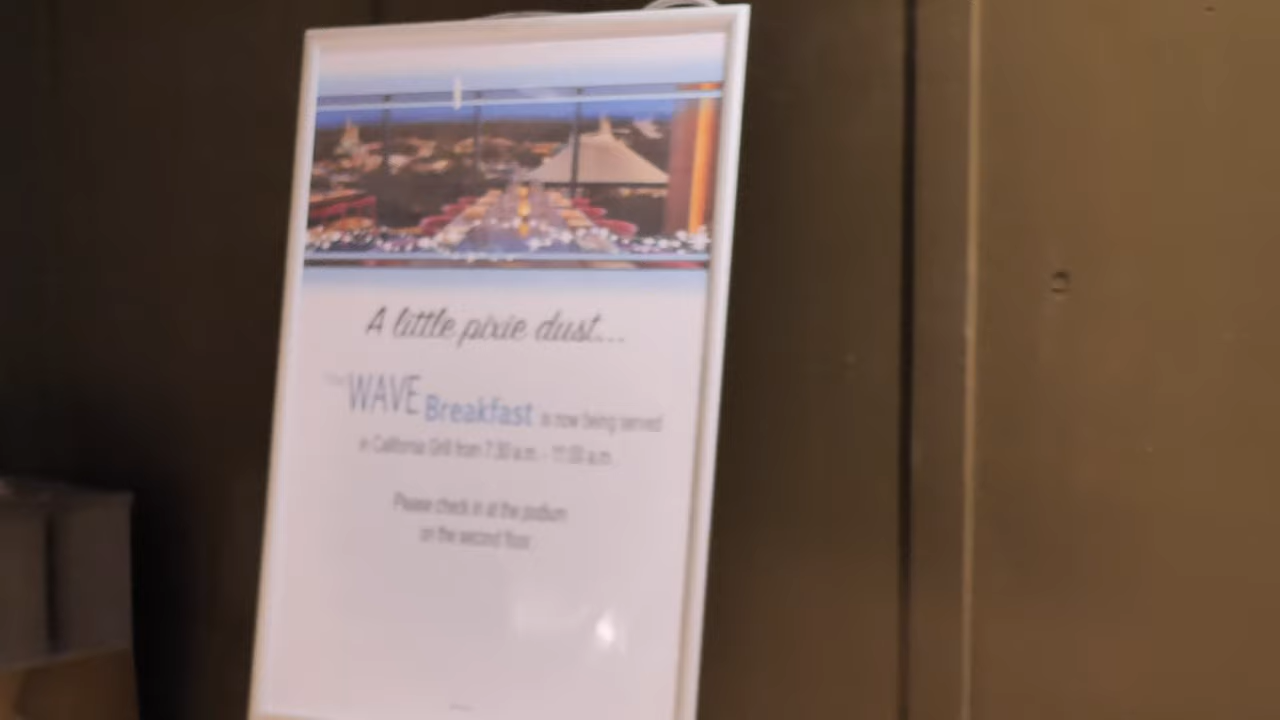 A little pixie dust...
The WAVE Breakfast is now being served
in California Grill from 7:30 a.m. - 11:00 a.m.
Please check in at the podium
on the second floor.